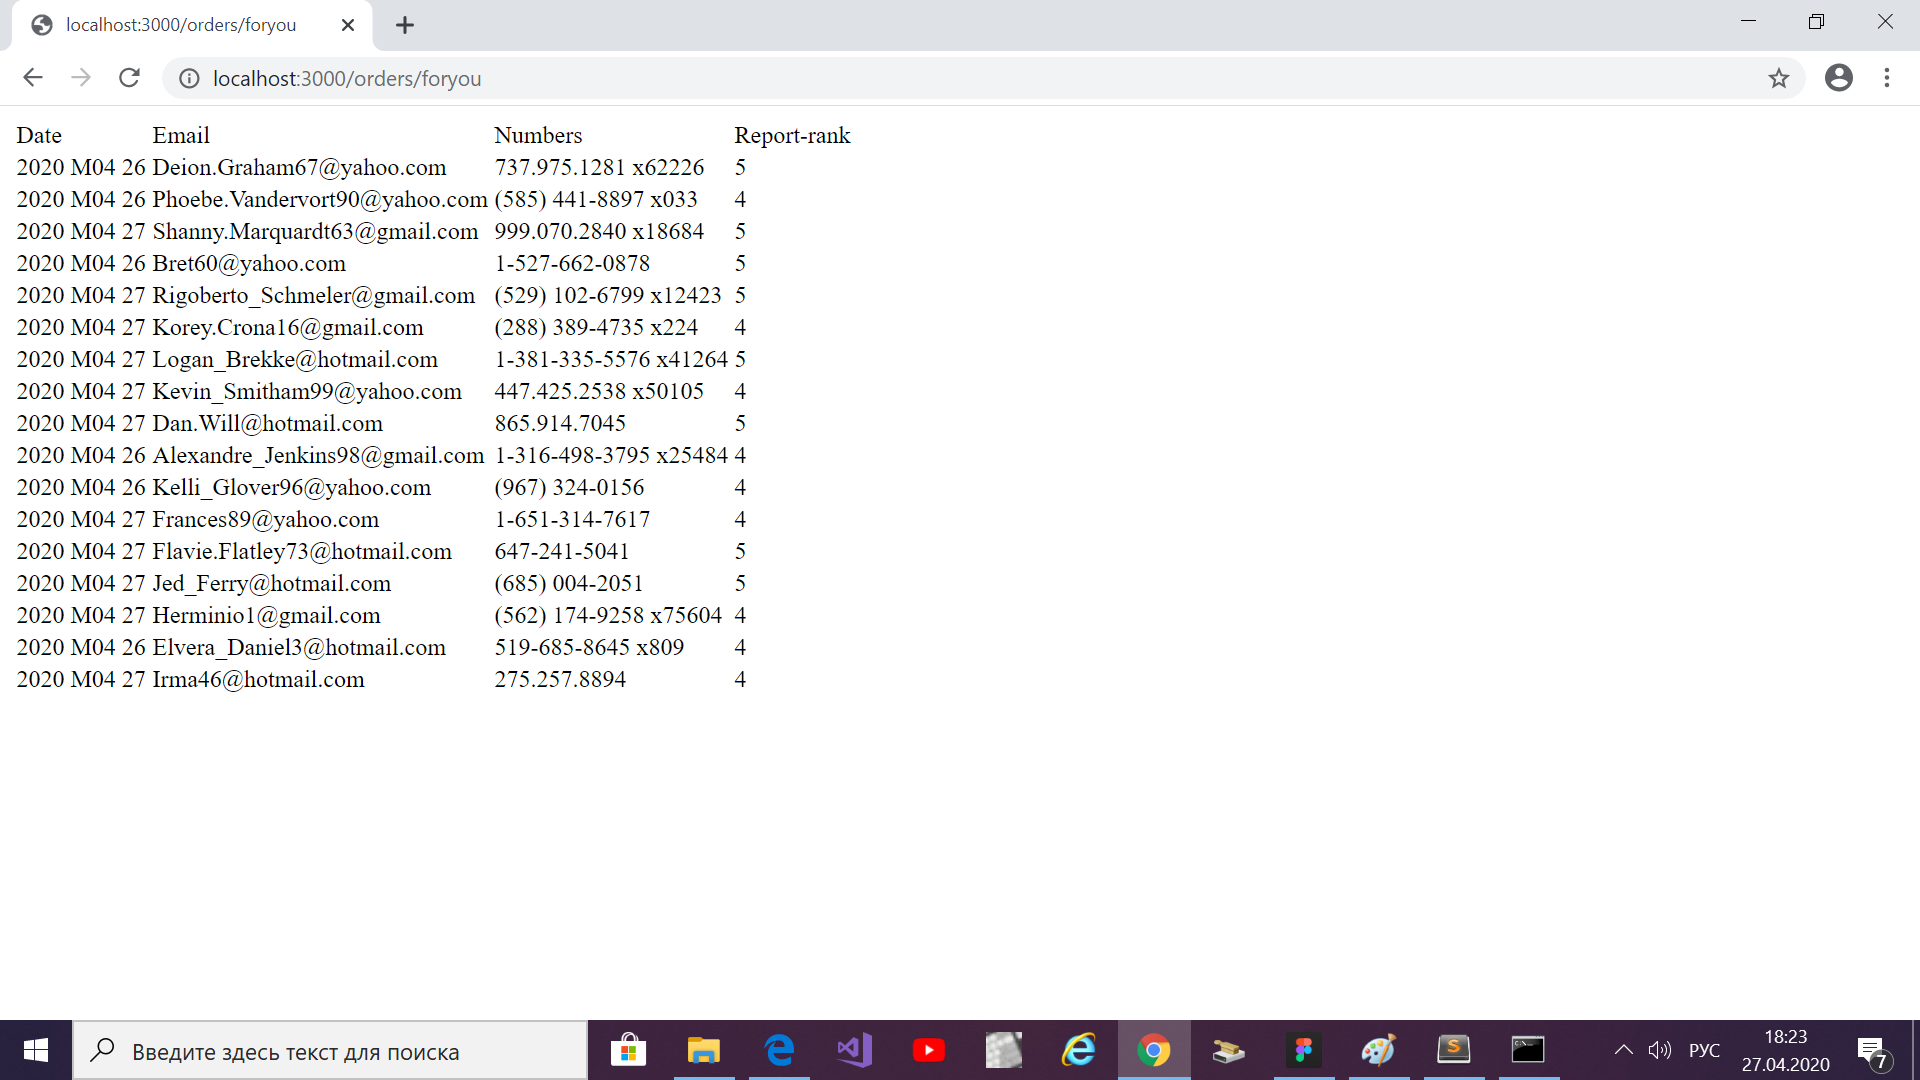 localhost:3000/orders/foryou
localhost:3000/orders/foryou
Date Email Numbers Report-rank
2020 M04 26 Deion.Graham67@yahoo.com 737.975.1281 x62226 5
2020 M04 26 Phoebe.Vandervort90@yahoo.com (585) 441-8897 x033 4
2020 M04 27 Shanny.Marquardt63@gmail.com 999.070.2840 x18684 5
2020 M04 26 Bret60@yahoo.com 1-527-662-0878 5
2020 M04 27 Rigoberto_Schmeler@gmail.com (529) 102-6799 x12423 5
2020 M04 27 Korey.Crona16@gmail.com (288) 389-4735 x224 4
2020 M04 27 Logan_Brekke@hotmail.com 1-381-335-5576 x41264 5
2020 M04 27 Kevin_Smitham99@yahoo.com 447.425.2538 x50105 4
2020 M04 27 Dan.Will@hotmail.com 865.914.7045 5
2020 M04 26 Alexandre_Jenkins98@gmail.com 1-316-498-3795 x25484 4
2020 M04 26 Kelli_Glover96@yahoo.com (967) 324-0156 4
2020 M04 27 Frances89@yahoo.com 1-651-314-7617 4
2020 M04 27 Flavie.Flatley73@hotmail.com 647-241-5041 5
2020 M04 27 Jed_Ferry@hotmail.com (685) 004-2051 5
2020 M04 27 Herminio1@gmail.com (562) 174-9258 x75604 4
2020 M04 26 Elvera_Daniel3@hotmail.com 519-685-8645 x809 4
2020 M04 27 Irma46@hotmail.com 275.257.8894 4
Введите здесь текст для поиска
РУС
18:23
27.04.2020
7